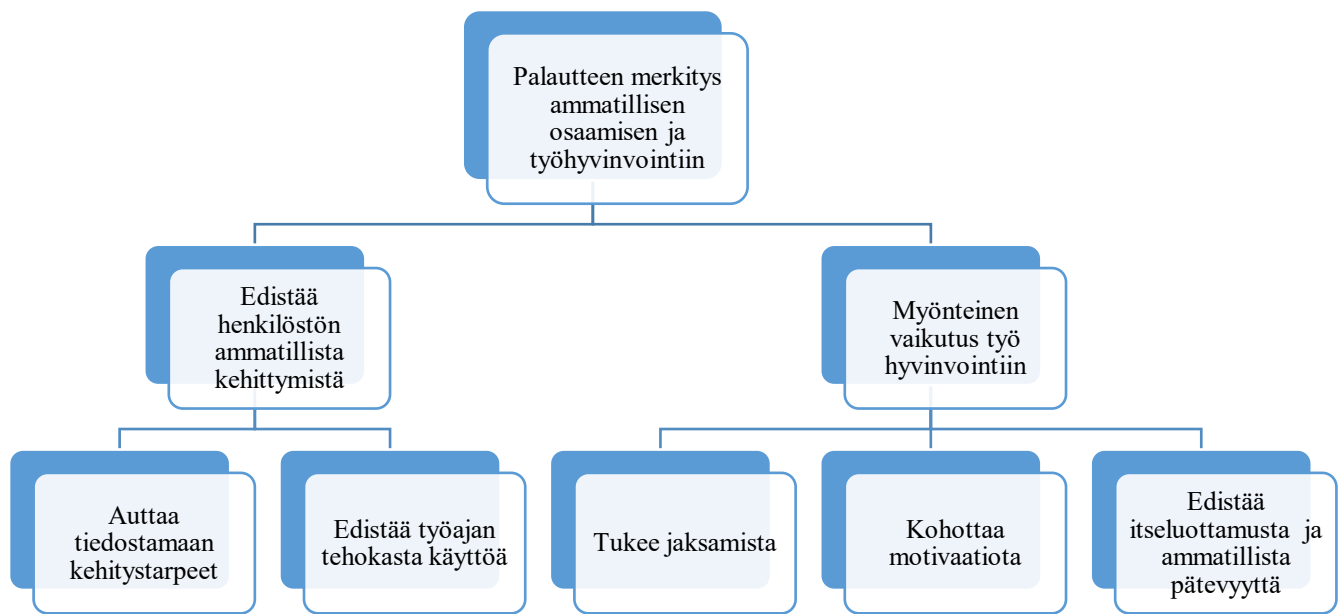 Palautteen merkitys
ammatillisen
osaamisen ja
työhyvinvointiin
Edistää
henkilöstön
ammatillista
kehittymistä
Myönteinen
vaikutus työ
hyvinvointiin
Auttaa
tiedostamaan
kehitystarpeet
Edistää työajan
tehokasta käyttöä
Tukee jaksamista
Kohottaa
motivaatiota
Edistää
itseluottamusta ja
ammatillista
pätevyyttä